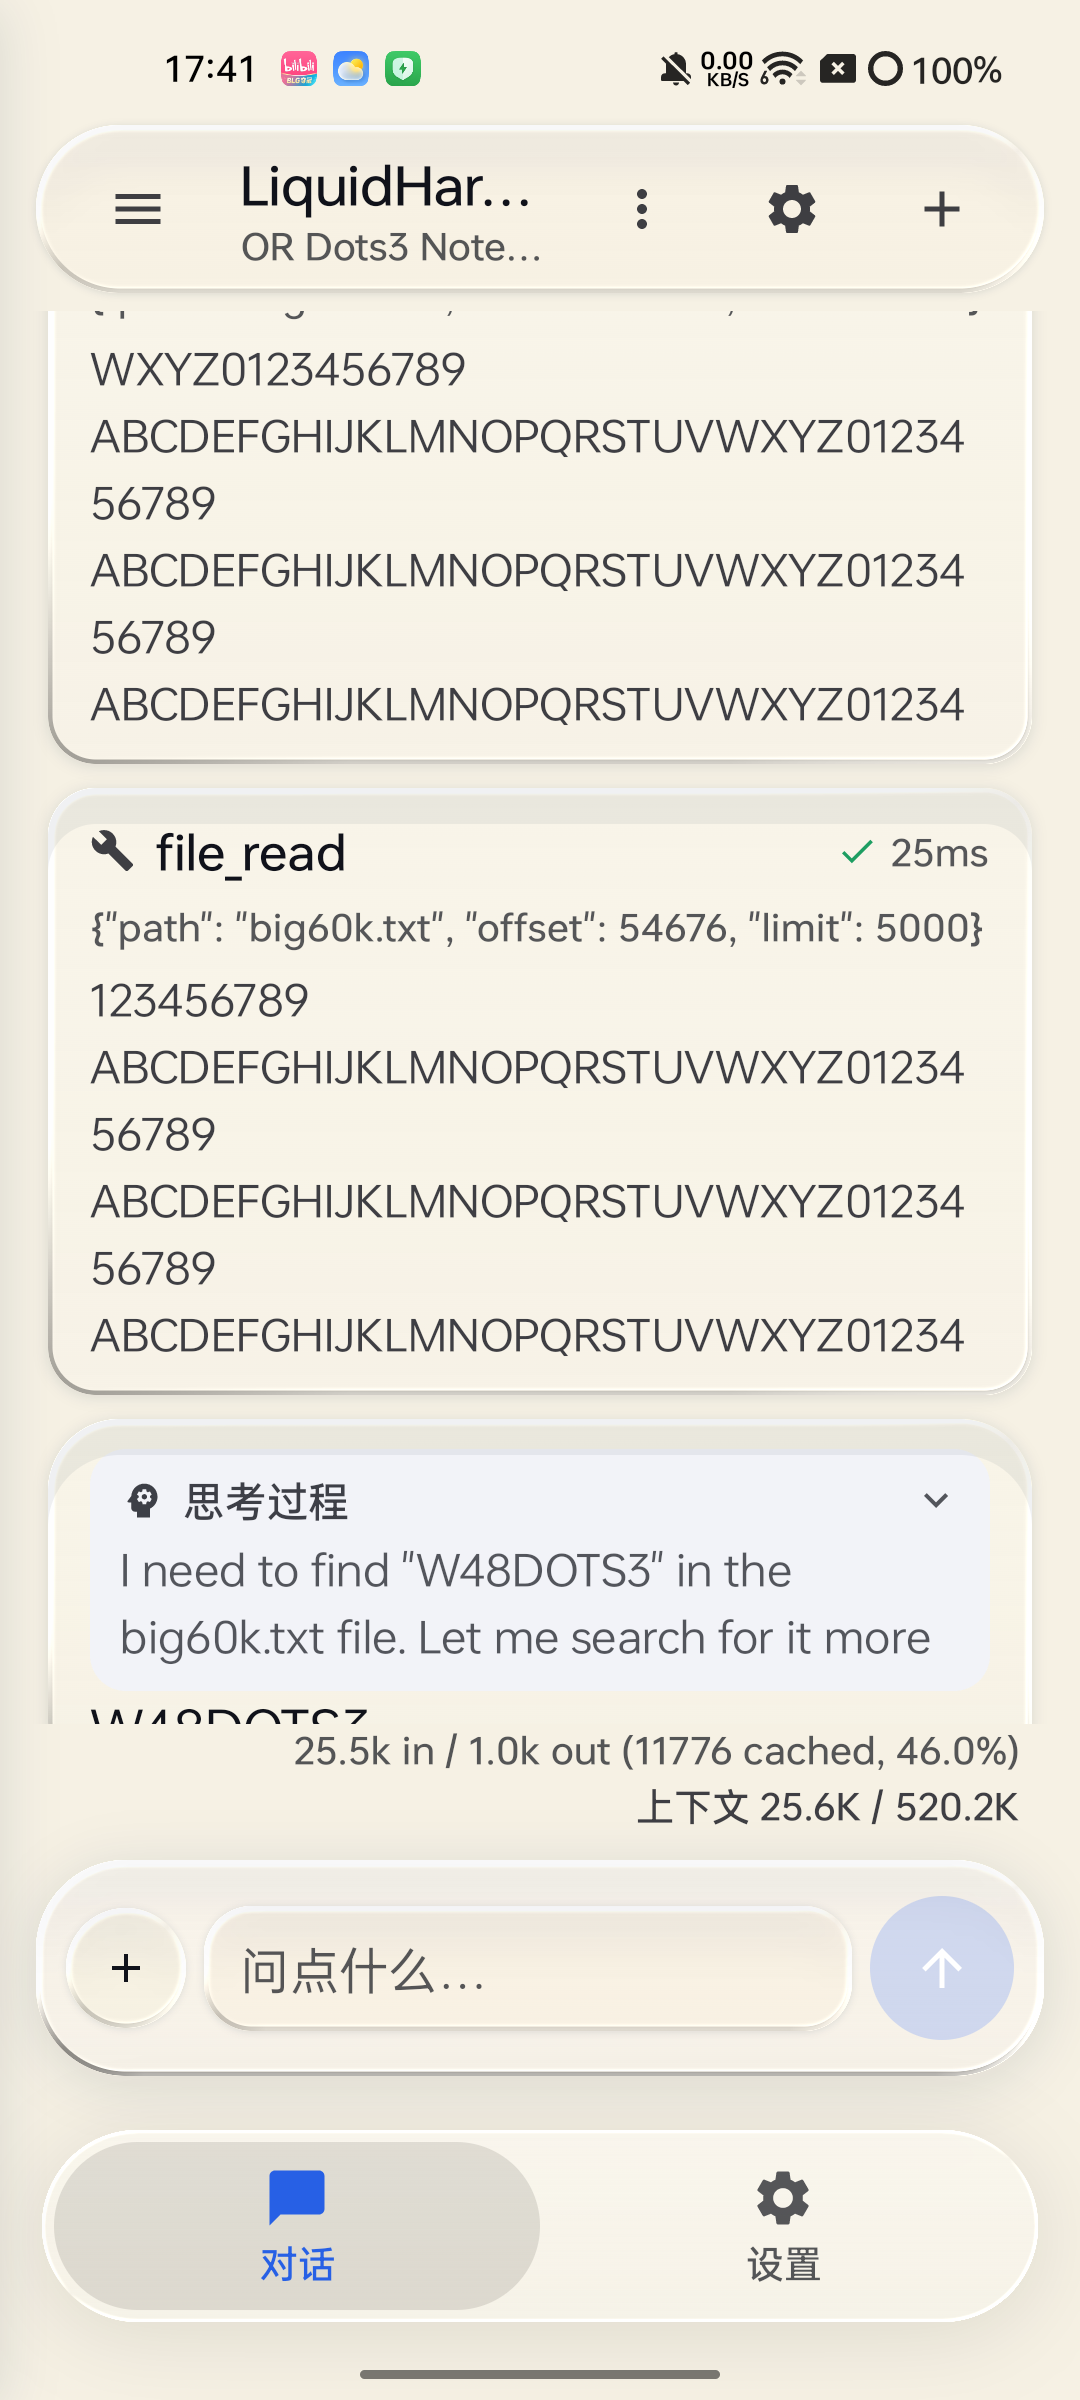 17:41
bilibili
0.00
KB/S
6
100%
LiquidHar...
OR Dots3 Note...
WXYZ0123456789
ABCDEFGHIJKLMNOPQRSTUVWXYZ01234
56789
ABCDEFGHIJKLMNOPQRSTUVWXYZ01234
56789
ABCDEFGHIJKLMNOPQRSTUVWXYZ01234
file_read
25ms
{"path": "big60k.txt", "offset": 54676, "limit": 5000}
123456789
ABCDEFGHIJKLMNOPQRSTUVWXYZ01234
56789
ABCDEFGHIJKLMNOPQRSTUVWXYZ01234
56789
ABCDEFGHIJKLMNOPQRSTUVWXYZ01234
思考过程
I need to find "W48DOTS3" in the
big60k.txt file. Let me search for it more
W48DOTS3
25.5k in / 1.0k out (11776 cached, 46.0%)
上下文 25.6K / 520.2K
问点什么...
对话
设置